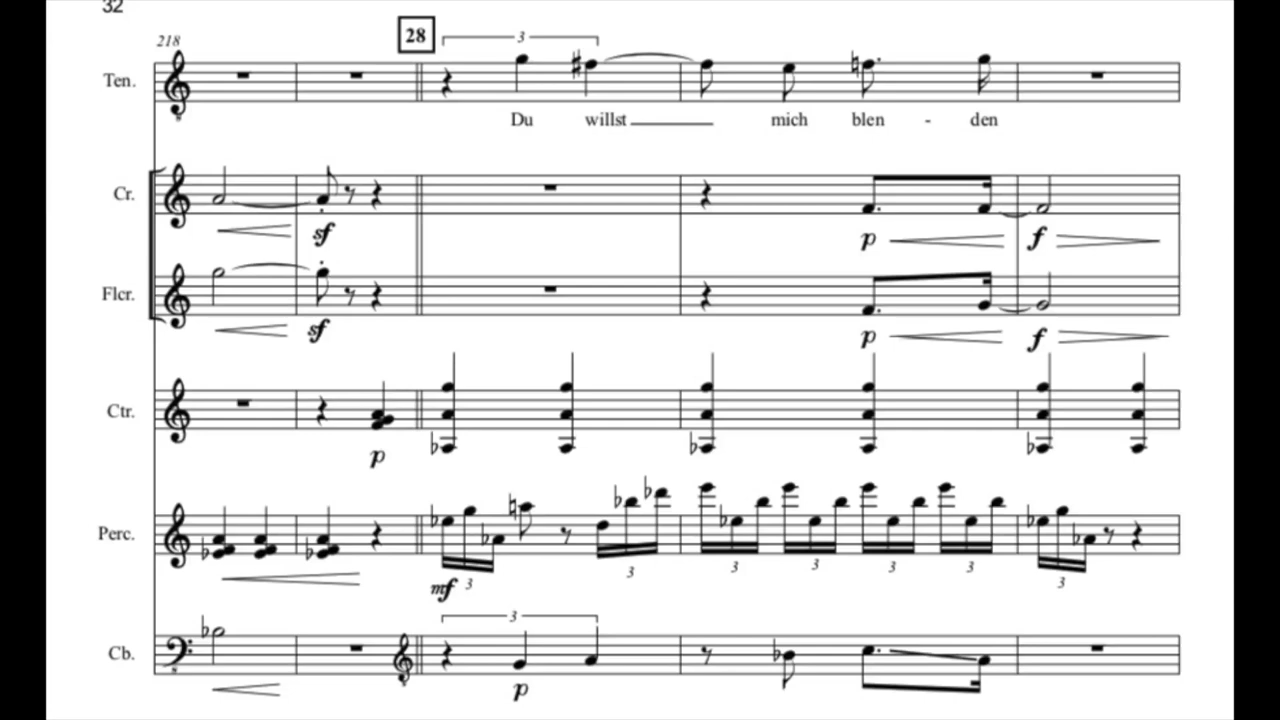 32
218
28
3
Ten.
Du willst mich blen - den
Cr.
sf
p
f
Flcr.
sf
p
f
Ctr.
p
Perc.
mf
3
3
3
3
3
3
3
3
Cb.
p